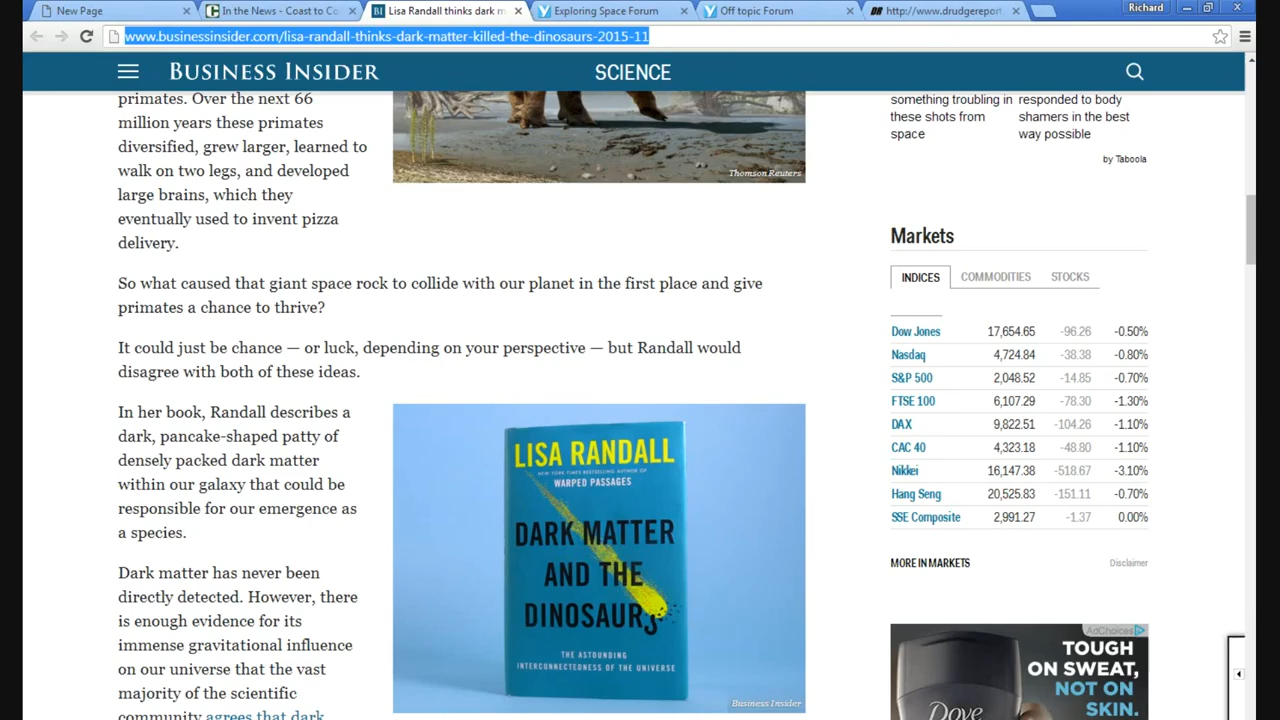 New Page
In the News - Coast to Co
BI
Lisa Randall thinks dark m
Exploring Space Forum
Off topic Forum
DR
http://www.drudgereport
Richard
www.businessinsider.com/lisa-randall-thinks-dark-matter-killed-the-dinosaurs-2015-11
BUSINESS INSIDER
SCIENCE
primates. Over the next 66
million years these primates
diversified, grew larger, learned to
walk on two legs, and developed
large brains, which they
eventually used to invent pizza
delivery.
Thomson Reuters
So what caused that giant space rock to collide with our planet in the first place and give
primates a chance to thrive?
It could just be chance — or luck, depending on your perspective — but Randall would
disagree with both of these ideas.
In her book, Randall describes a
dark, pancake-shaped patty of
densely packed dark matter
within our galaxy that could be
responsible for our emergence as
a species.
Dark matter has never been
directly detected. However, there
is enough evidence for its
immense gravitational influence
on our universe that the vast
majority of the scientific
community agrees that dark
LISA RANDALL
NEW YORK TIMES BESTSELLING AUTHOR OF
WARPED PASSAGES
DARK MATTER
AND THE
DINOSAURS
THE ASTOUNDING
INTERCONNECTEDNESS OF THE UNIVERSE
Business Insider
something troubling in
these shots from
space
responded to body
shamers in the best
way possible
by Taboola
Markets
INDICES COMMODITIES STOCKS
Dow Jones 17,654.65 -96.26 -0.50%
Nasdaq 4,724.84 -38.38 -0.80%
S&P 500 2,048.52 -14.85 -0.70%
FTSE 100 6,107.29 -78.30 -1.30%
DAX 9,822.51 -104.26 -1.10%
CAC 40 4,323.18 -48.80 -1.10%
Nikkei 16,147.38 -518.67 -3.10%
Hang Seng 20,525.83 -151.11 -0.70%
SSE Composite 2,991.27 -1.37 0.00%
MORE IN MARKETS Disclaimer
AdChoices
TOUGH
ON SWEAT,
NOT ON
SKIN.
Dove